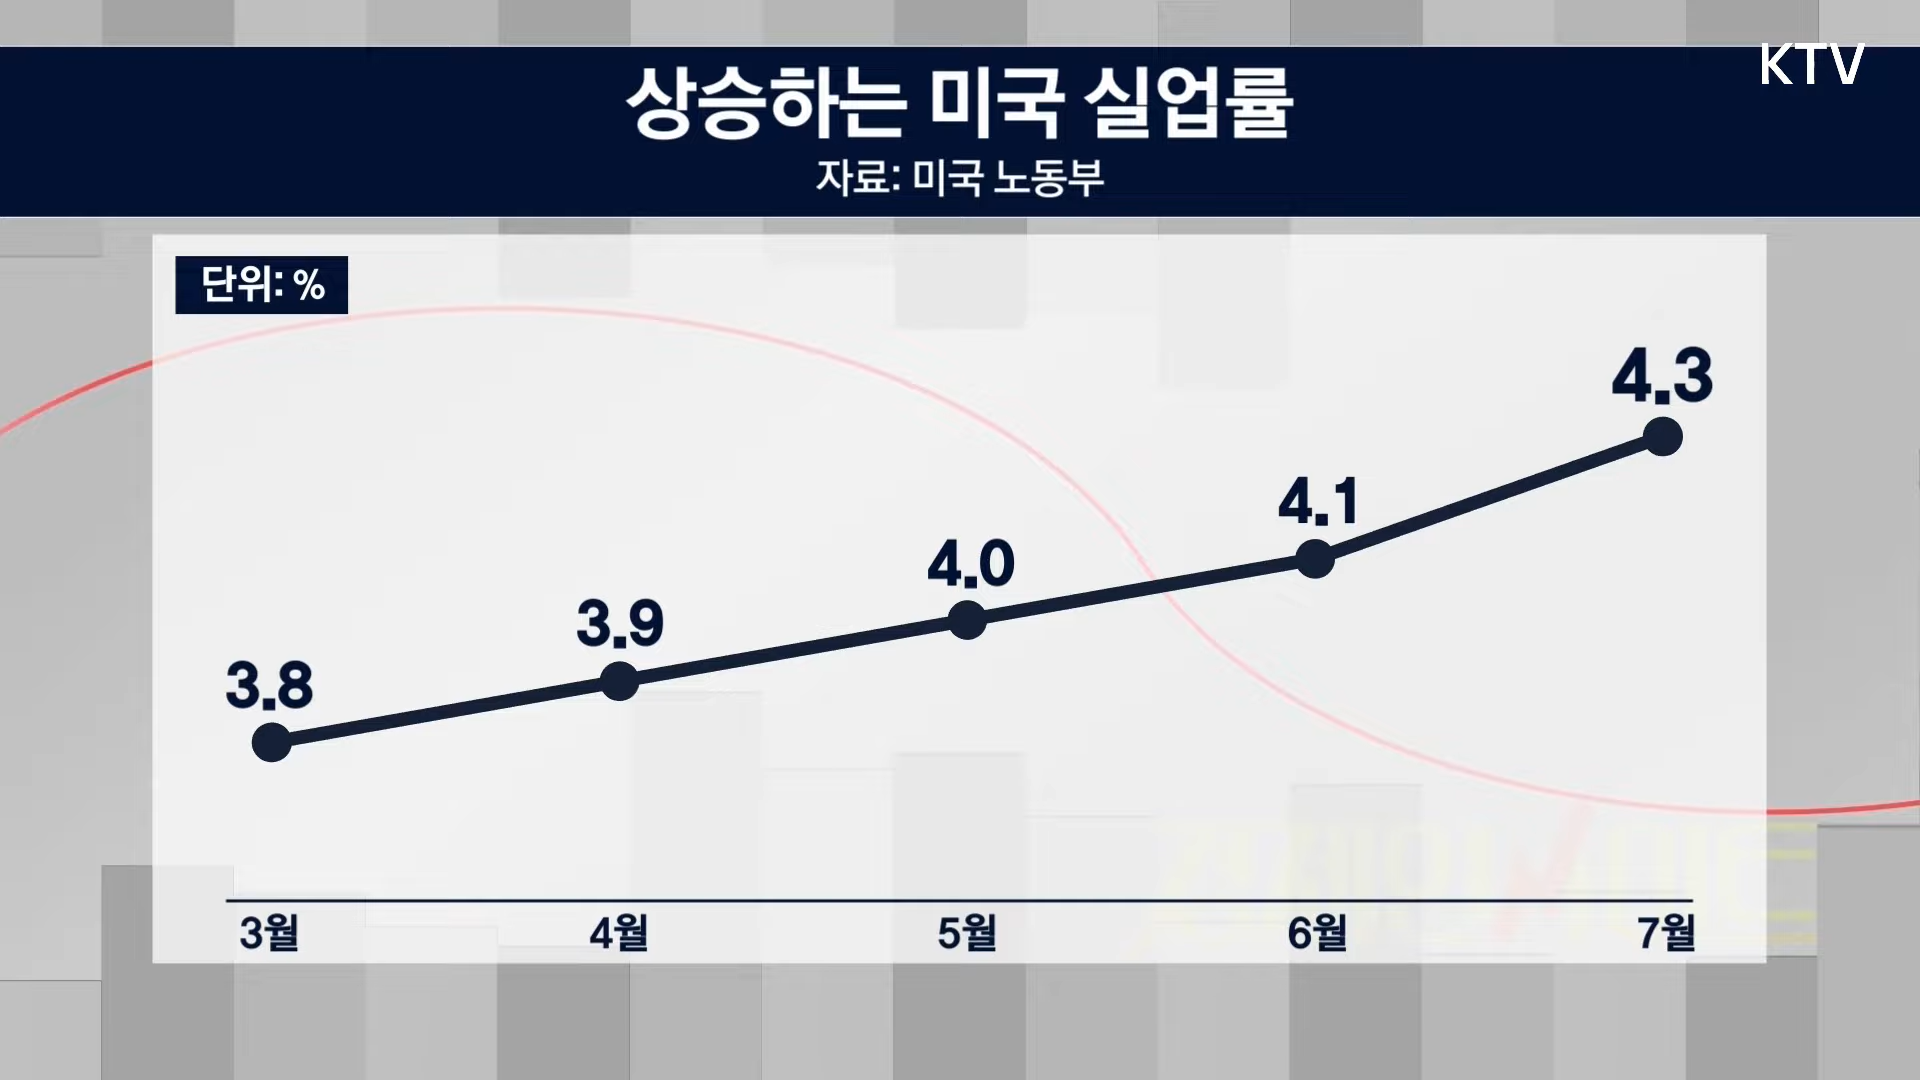 KTV
상승하는 미국 실업률
자료: 미국 노동부
단위: %
4.3
4.1
4.0
3.9
3.8
3월 4월 5월 6월 7월